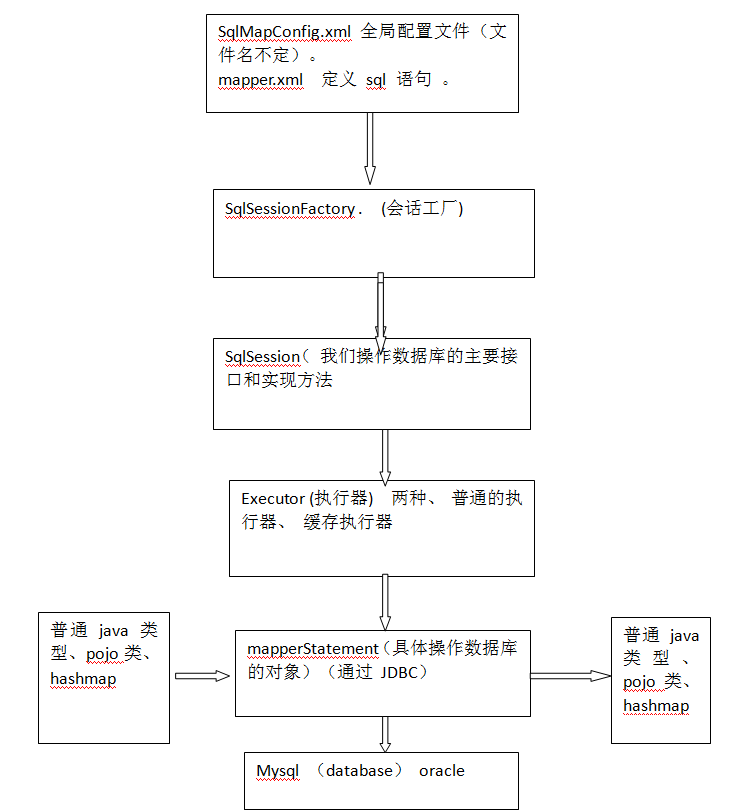 SqlMapConfig.xml 全局配置文件（文
件名不定）。
mapper.xml 定义 sql 语句 。
SqlSessionFactory． (会话工厂)
SqlSession（ 我们操作数据库的主要接
口和实现方法
Executor (执行器) 两种、 普通的执
行器、 缓存执行器
普通 java 类
型、pojo 类、
hashmap
mapperStatement（具体操作数据库
的对象）（通过 JDBC）
普通 java
类 型 、
pojo 类、
hashmap
Mysql （database） oracle